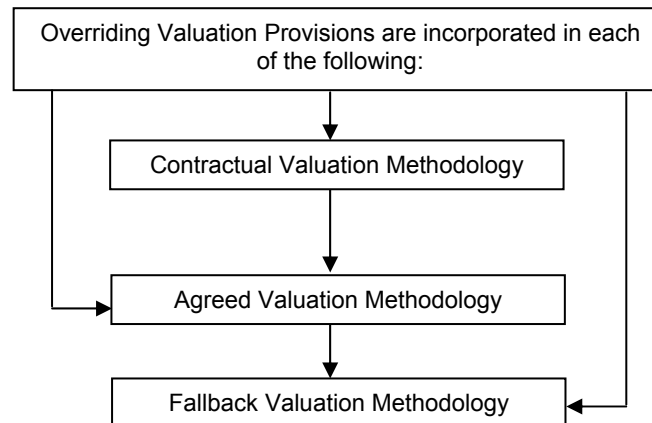 Overriding Valuation Provisions are incorporated in each
of the following:
Contractual Valuation Methodology
Agreed Valuation Methodology
Fallback Valuation Methodology